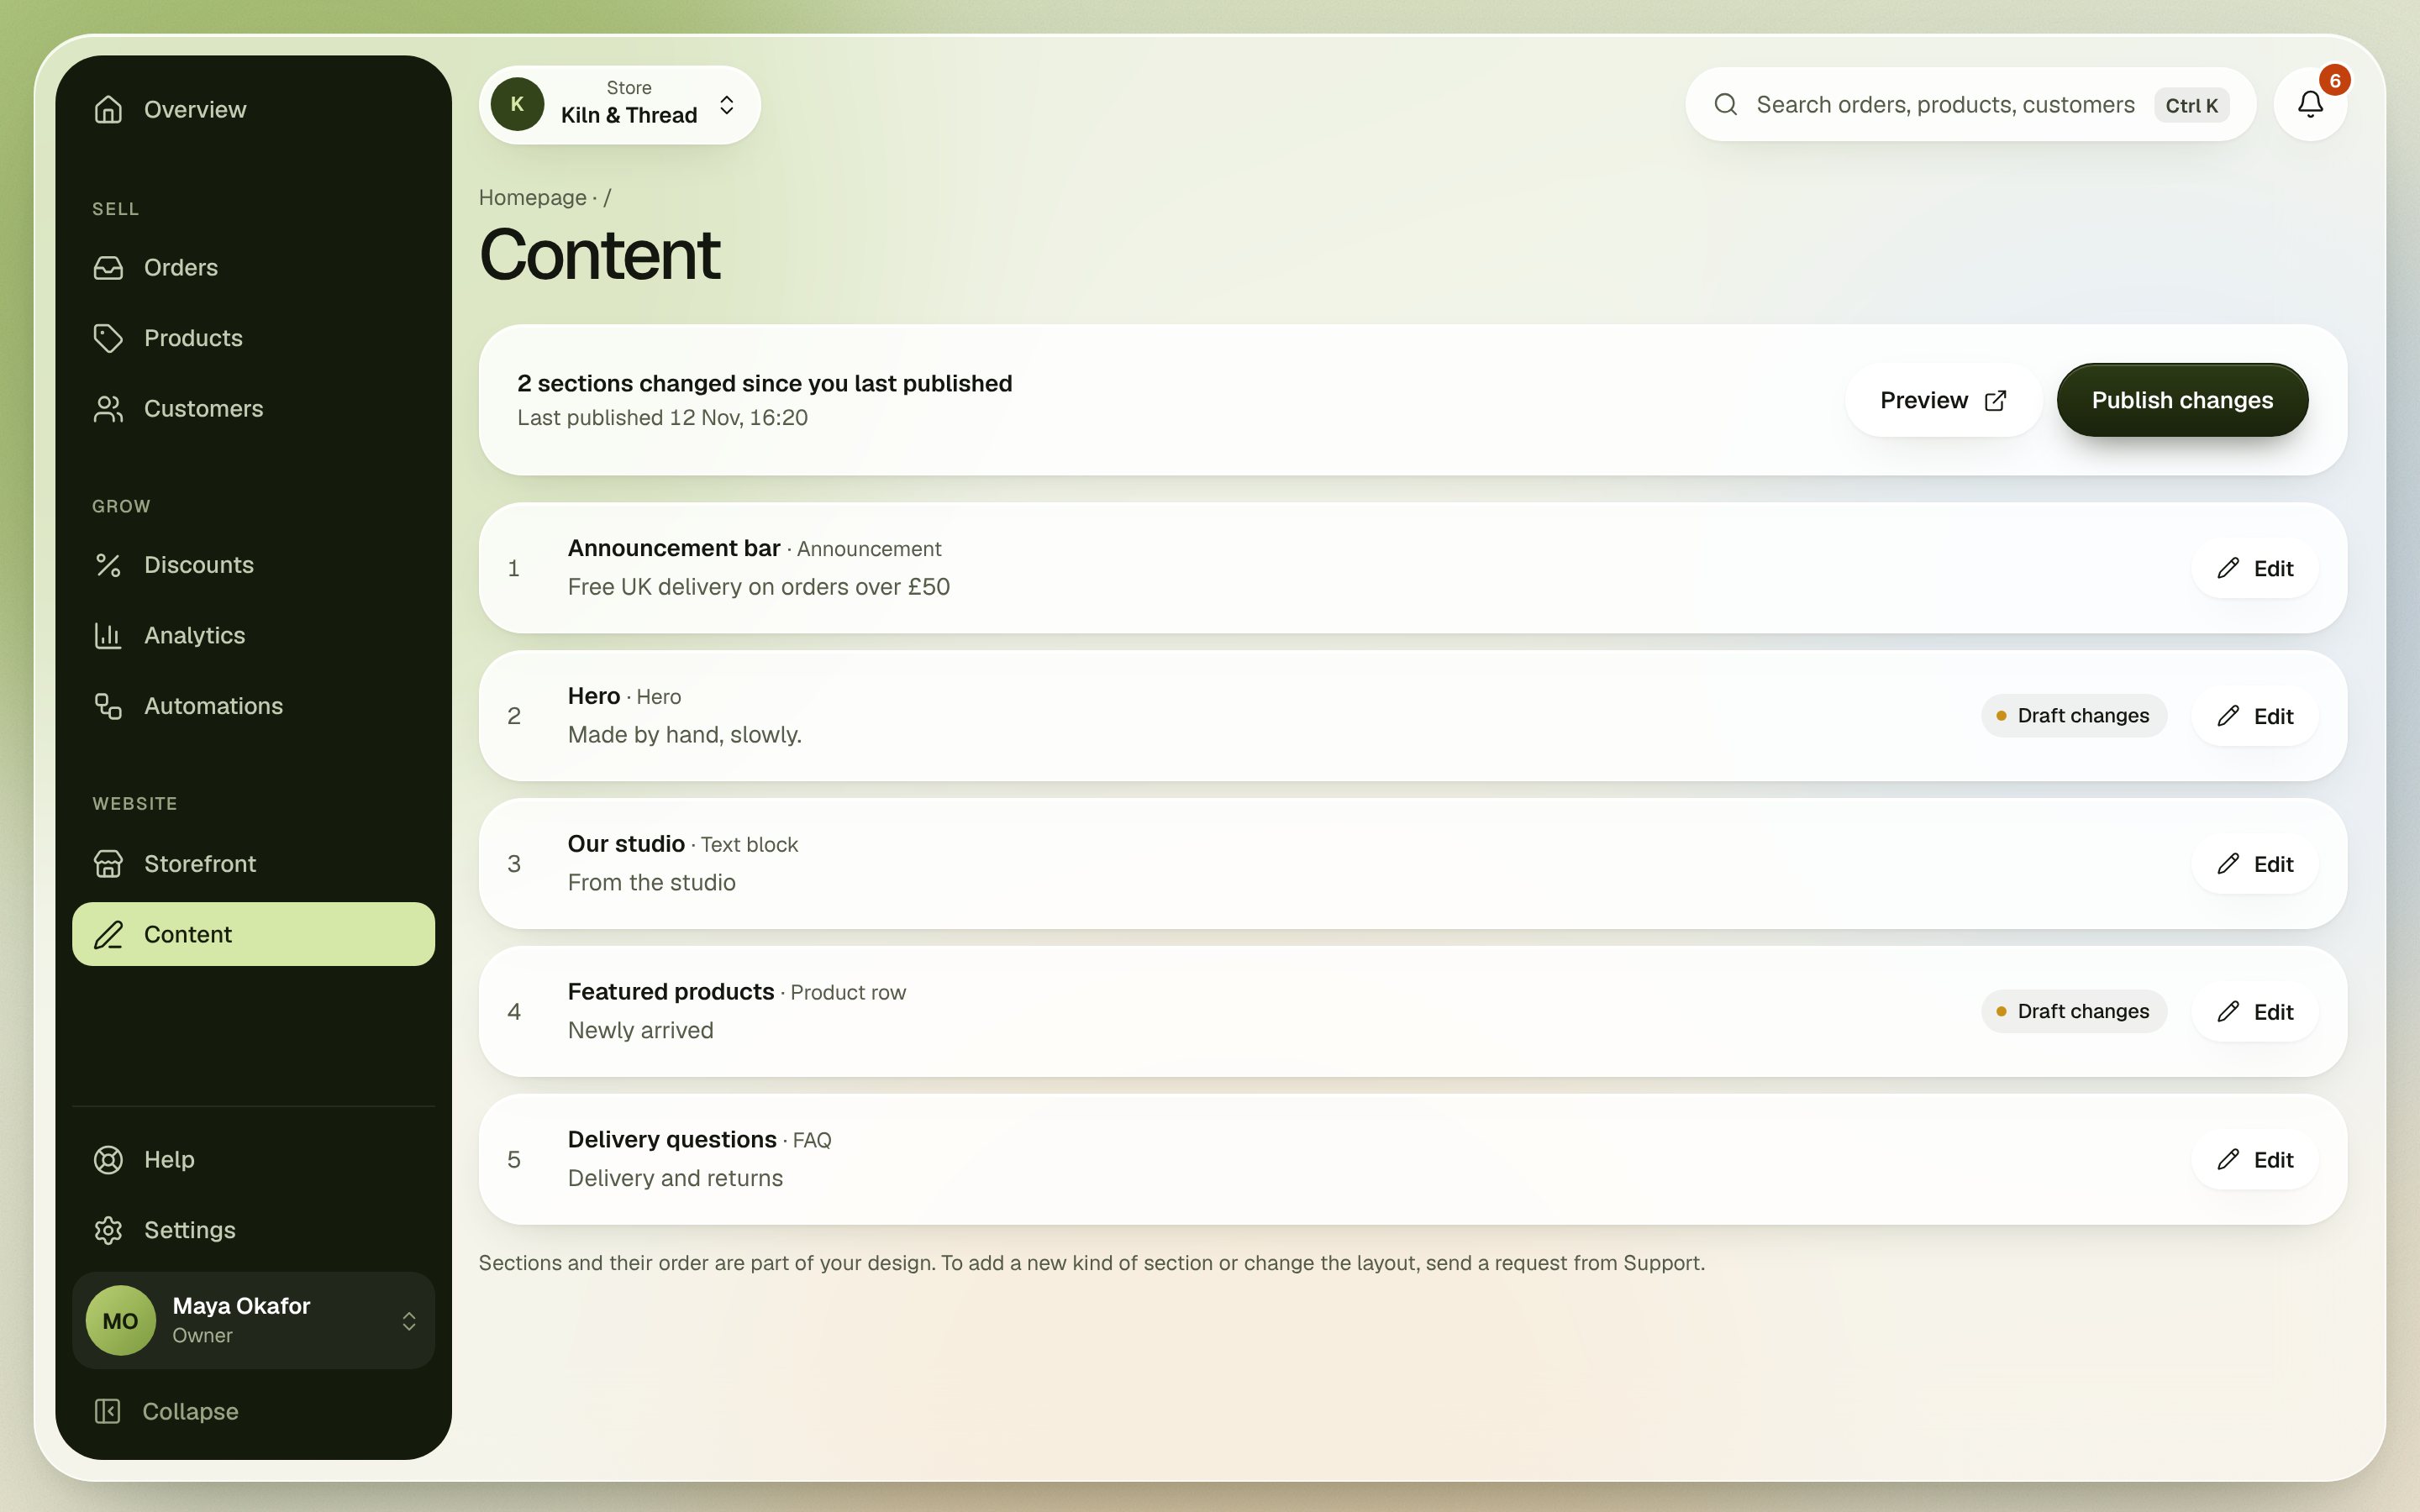 Overview
SELL
Orders
Products
Customers
GROW
Discounts
Analytics
Automations
WEBSITE
Storefront
Content
Help
Settings
MO
Maya Okafor
Owner
Collapse
K
Store
Kiln & Thread
Search orders, products, customers
Ctrl K
6
Homepage · /
Content
2 sections changed since you last published
Last published 12 Nov, 16:20
Preview
Publish changes
1
Announcement bar · Announcement
Free UK delivery on orders over £50
Edit
2
Hero · Hero
Made by hand, slowly.
Draft changes
Edit
3
Our studio · Text block
From the studio
Edit
4
Featured products · Product row
Newly arrived
Draft changes
Edit
5
Delivery questions · FAQ
Delivery and returns
Edit
Sections and their order are part of your design. To add a new kind of section or change the layout, send a request from Support.